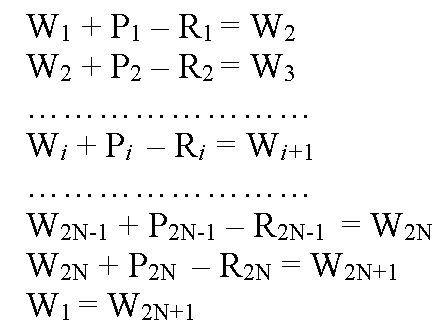 W₁ + P₁ – R₁ = W₂
W₂ + P₂ – R₂ = W₃
……………………
Wᵢ + Pᵢ – Rᵢ = Wᵢ₊₁
……………………
W₂N-1 + P₂N-1 – R₂N-1 = W₂N
W₂N + P₂N – R₂N = W₂N+1
W₁ = W₂N+1